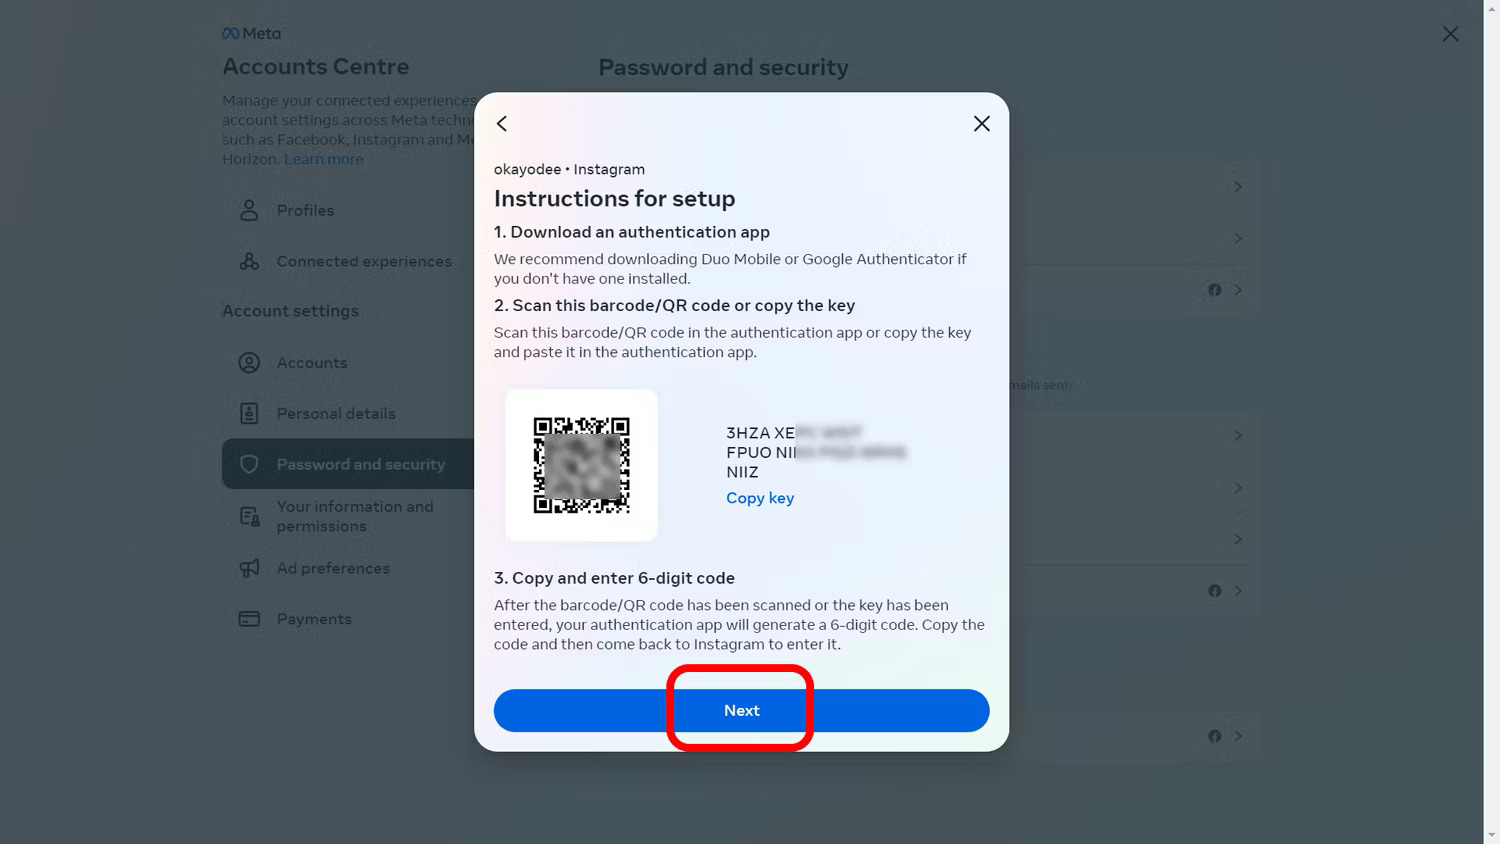 Meta
Accounts Centre
Manage your connected experiences
account settings across Meta techn
such as Facebook, Instagram and Me
Horizon. Learn more
Profiles
Connected experiences
Account settings
Accounts
Personal details
Password and security
Your information and
permissions
Ad preferences
Payments
Password and security
mails sent
okayodee • Instagram
Instructions for setup
1. Download an authentication app
We recommend downloading Duo Mobile or Google Authenticator if
you don't have one installed.
2. Scan this barcode/QR code or copy the key
Scan this barcode/QR code in the authentication app or copy the key
and paste it in the authentication app.
3HZA XE
FPUO NI
NIIZ
Copy key
3. Copy and enter 6-digit code
After the barcode/QR code has been scanned or the key has been
entered, your authentication app will generate a 6-digit code. Copy the
code and then come back to Instagram to enter it.
Next